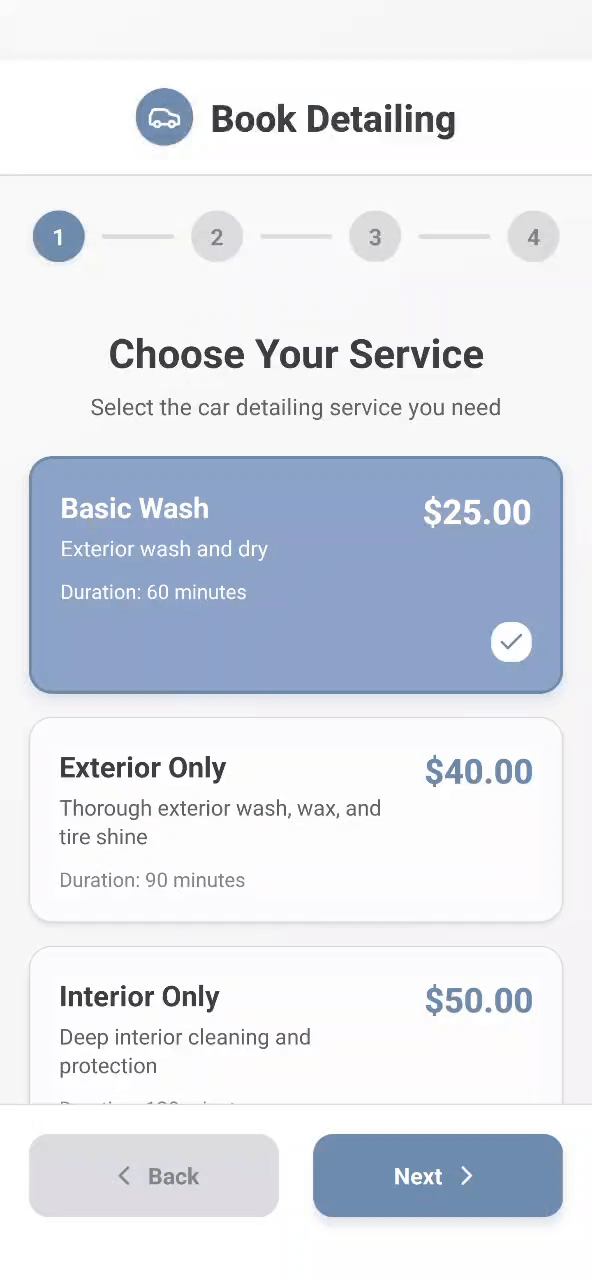 Book Detailing
1 2 3 4
Choose Your Service
Select the car detailing service you need
Basic Wash $25.00
Exterior wash and dry
Duration: 60 minutes
Exterior Only $40.00
Thorough exterior wash, wax, and
tire shine
Duration: 90 minutes
Interior Only $50.00
Deep interior cleaning and
protection
Back Next